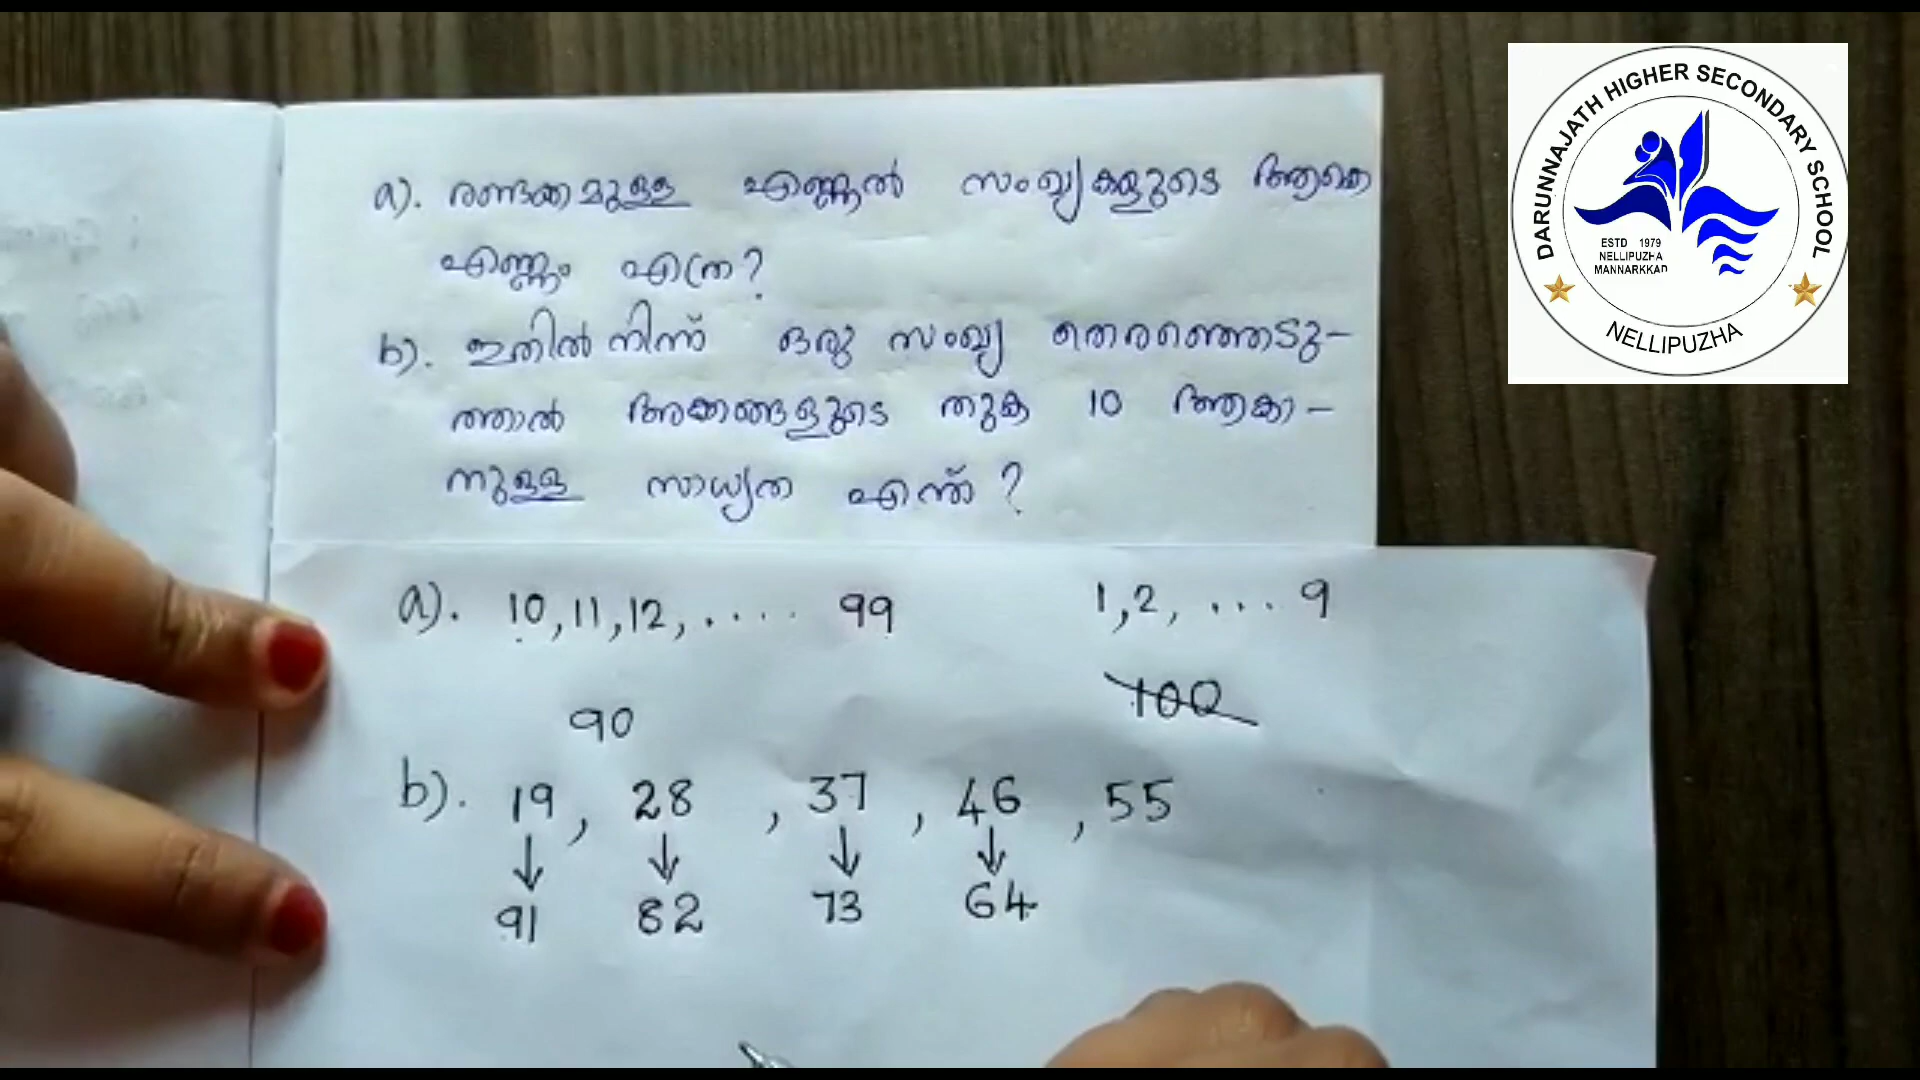 a). രണ്ടക്കമുള്ള എണ്ണൽ സംഖ്യകളുടെ ആകെ
എണ്ണം എത്ര?
b). ഇതിൽ നിന്ന് ഒരു സംഖ്യ തെരഞ്ഞെടു-
ത്താൽ അക്കങ്ങളുടെ തുക 10 ആകാ-
നുള്ള സാധ്യത എന്ത്?
a). 10, 11, 12, . . . . 99 1, 2, . . . 9
90 100
b). 19, 28, 37, 46, 55
↓ ↓ ↓ ↓
91 82 73 64
DARUNNAJATH HIGHER SECONDARY SCHOOL
ESTD 1979
NELLIPUZHA
MANNARKKAD
NELLIPUZHA